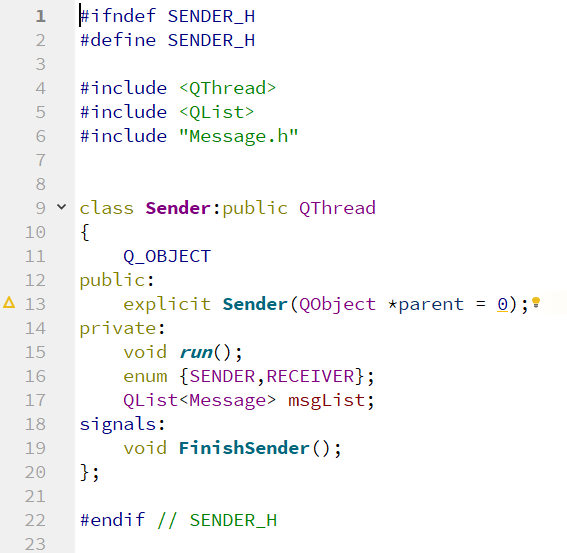 1 #ifndef SENDER_H
2 #define SENDER_H
3
4 #include <QThread>
5 #include <QList>
6 #include "Message.h"
7
8
9 class Sender:public QThread
10 {
11     Q_OBJECT
12 public:
13     explicit Sender(QObject *parent = 0);
14 private:
15     void run();
16     enum {SENDER,RECEIVER};
17     QList<Message> msgList;
18 signals:
19     void FinishSender();
20 };
21
22 #endif // SENDER_H
23